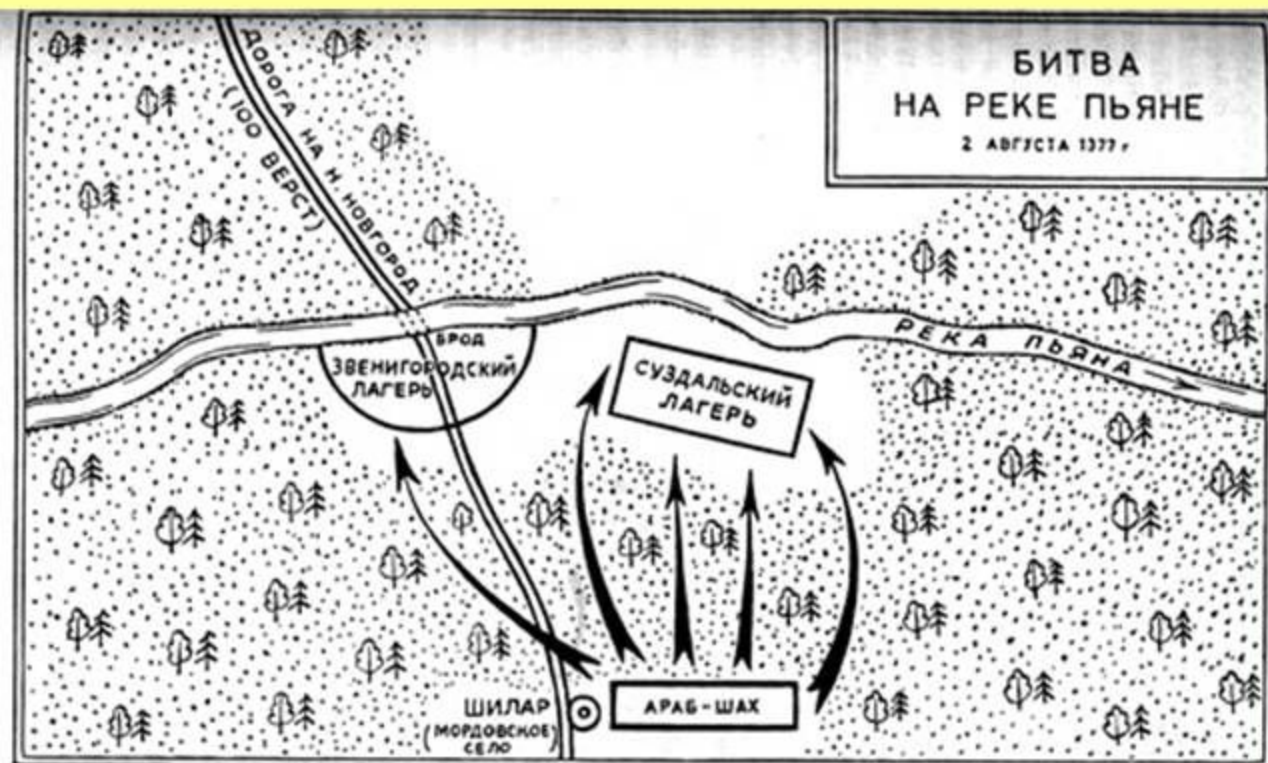 БИТВА
НА РЕКЕ ПЬЯНЕ
2 АВГУСТА 1377 г
ДОРОГА НА Н НОВГОРОД
(100 ВЕРСТ)
БРОД
ЗВЕНИГОРОДСКИЙ
ЛАГЕРЬ
СУЗДАЛЬСКИЙ
ЛАГЕРЬ
РЕКА ПЬЯНА
ШИЛАР
(МОРДОВСКОЕ
СЕЛО)
АРАБ-ШАХ